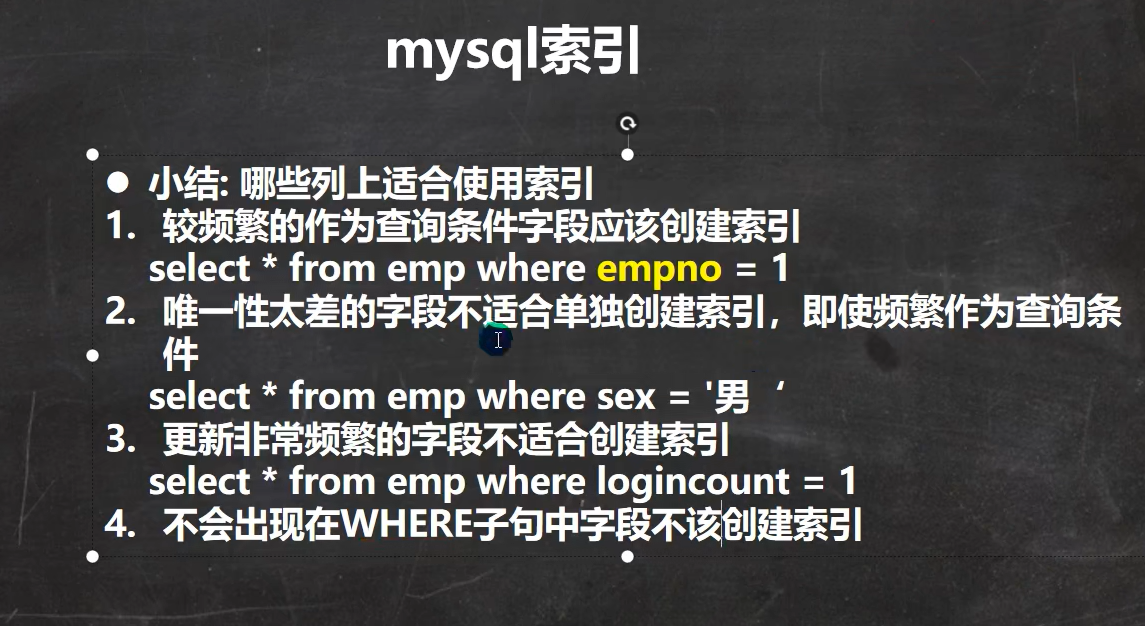 mysql索引
● 小结: 哪些列上适合使用索引
1. 较频繁的作为查询条件字段应该创建索引
select * from emp where empno = 1
2. 唯一性太差的字段不适合单独创建索引，即使频繁作为查询条
件
select * from emp where sex = '男‘
3. 更新非常频繁的字段不适合创建索引
select * from emp where logincount = 1
4. 不会出现在WHERE子句中字段不该创建索引